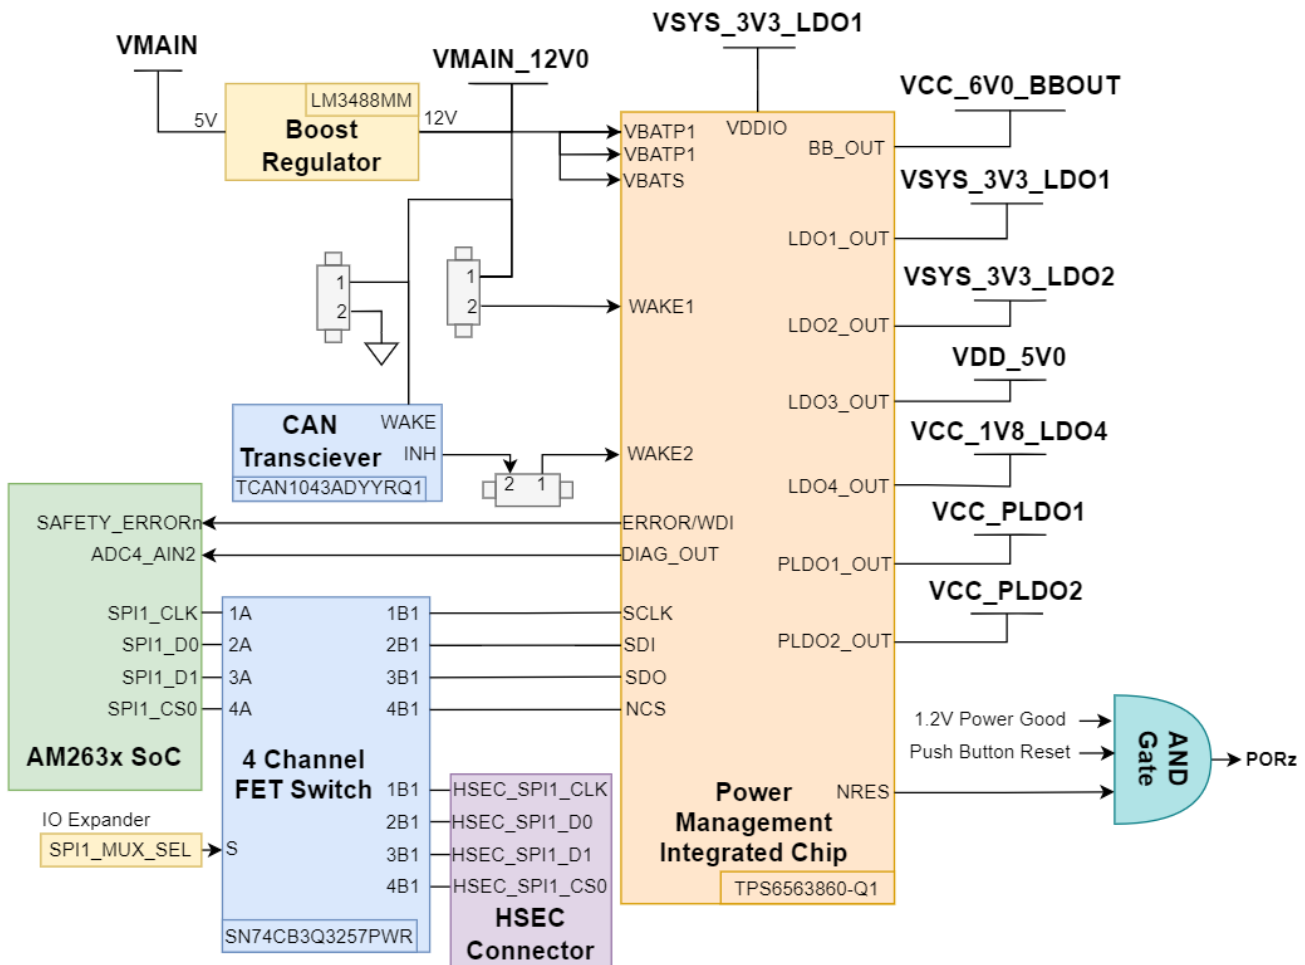 VMAIN
5V
LM3488MM
Boost
Regulator
12V
VMAIN_12V0
VSYS_3V3_LDO1
VDDIO
VBATP1
VBATP1
VBATS
BB_OUT
VCC_6V0_BBOUT
LDO1_OUT
VSYS_3V3_LDO1
LDO2_OUT
VSYS_3V3_LDO2
LDO3_OUT
VDD_5V0
LDO4_OUT
VCC_1V8_LDO4
PLDO1_OUT
VCC_PLDO1
PLDO2_OUT
VCC_PLDO2
1
2
1
2
WAKE1
CAN
Transciever
WAKE
INH
TCAN1043ADYYRQ1
2
1
WAKE2
SAFETY_ERRORn
ERROR/WDI
ADC4_AIN2
DIAG_OUT
SPI1_CLK
1A
1B1
SCLK
SPI1_D0
2A
2B1
SDI
SPI1_D1
3A
3B1
SDO
SPI1_CS0
4A
4B1
NCS
AM263x SoC
4 Channel
FET Switch
1B1
HSEC_SPI1_CLK
2B1
HSEC_SPI1_D0
3B1
HSEC_SPI1_D1
4B1
HSEC_SPI1_CS0
HSEC
Connector
IO Expander
SPI1_MUX_SEL
S
SN74CB3Q3257PWR
Power
Management
Integrated Chip
TPS6563860-Q1
NRES
1.2V Power Good
Push Button Reset
AND
Gate
PORz